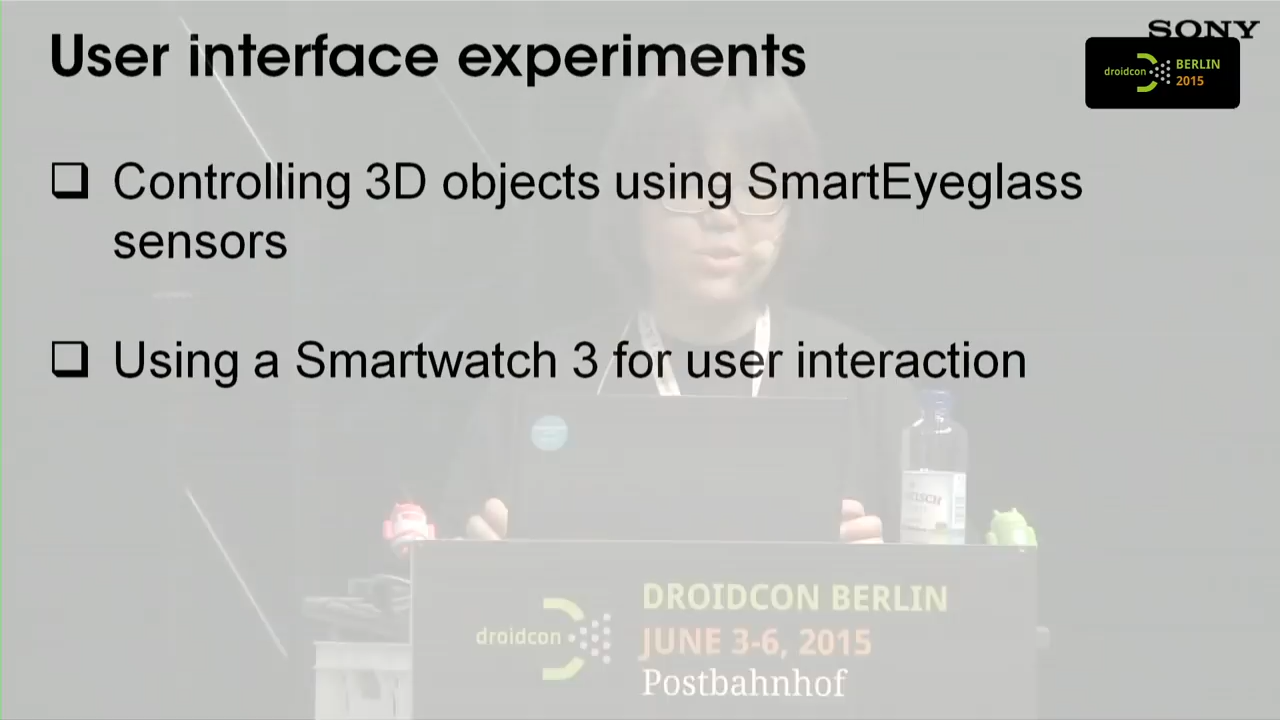 User interface experiments
SONY
droidcon
BERLIN
2015
Controlling 3D objects using SmartEyeglass
sensors
Using a Smartwatch 3 for user interaction
droidcon
DROIDCON BERLIN
JUNE 3-6, 2015
Postbahnhof